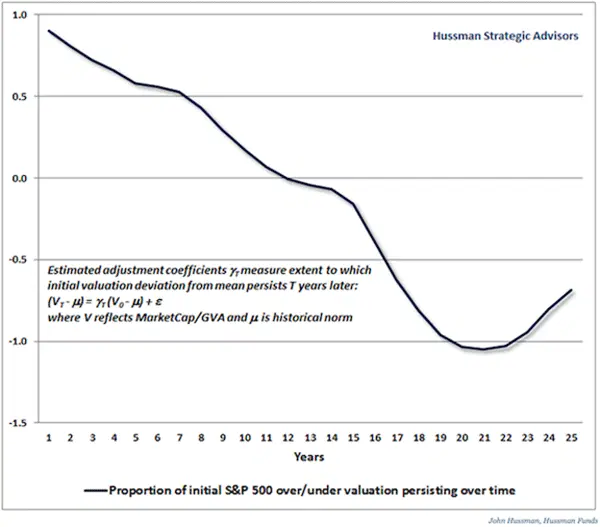 1.0
Hussman Strategic Advisors
0.5
0.0
-0.5
Estimated adjustment coefficients γT measure extent to which
initial valuation deviation from mean persists T years later:
(VT - μ) = γT (V0 - μ) + ε
where V reflects MarketCap/GVA and μ is historical norm
-1.0
-1.5
1 2 3 4 5 6 7 8 9 10 11 12 13 14 15 16 17 18 19 20 21 22 23 24 25
Years
Proportion of initial S&P 500 over/under valuation persisting over time
John Hussman, Hussman Funds